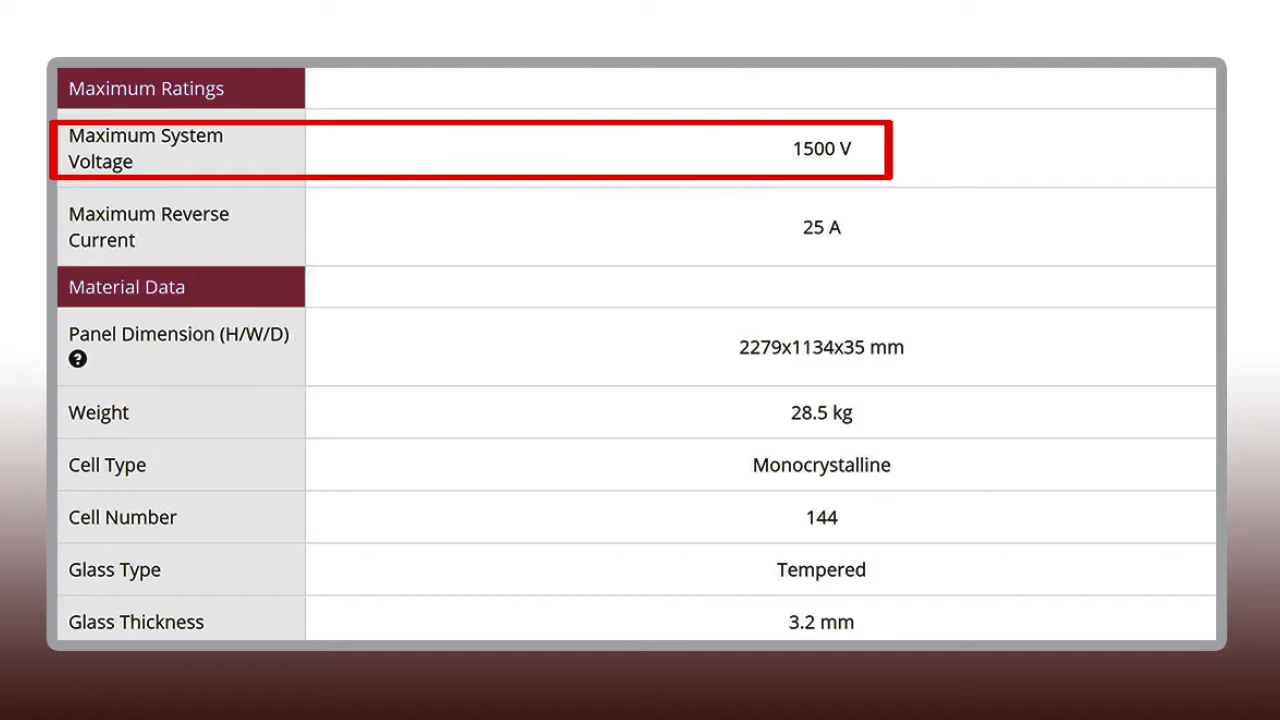 Maximum Ratings
Maximum System
Voltage
1500 V
Maximum Reverse
Current
25 A
Material Data
Panel Dimension (H/W/D)
?
2279x1134x35 mm
Weight
28.5 kg
Cell Type
Monocrystalline
Cell Number
144
Glass Type
Tempered
Glass Thickness
3.2 mm